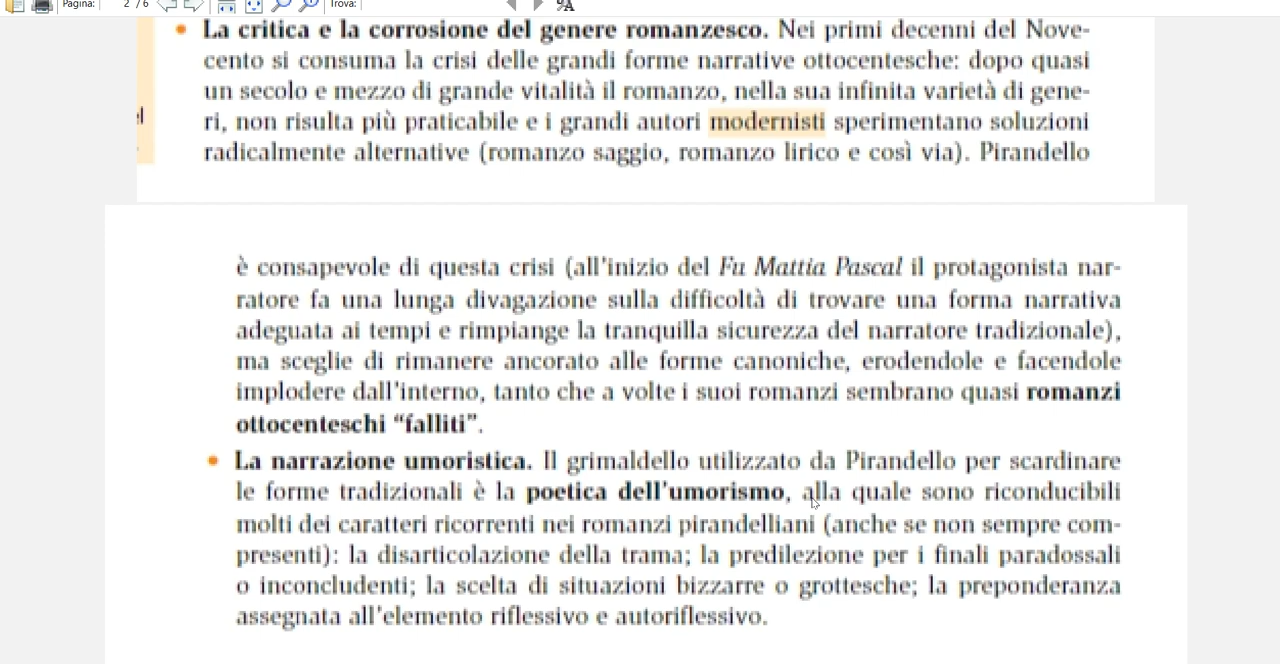 Pagina:
2 / 6
Trova:
La critica e la corrosione del genere romanzesco. Nei primi decenni del Nove-
cento si consuma la crisi delle grandi forme narrative ottocentesche: dopo quasi
un secolo e mezzo di grande vitalità il romanzo, nella sua infinita varietà di gene-
ri, non risulta più praticabile e i grandi autori modernisti sperimentano soluzioni
radicalmente alternative (romanzo saggio, romanzo lirico e così via). Pirandello
è consapevole di questa crisi (all'inizio del Fu Mattia Pascal il protagonista nar-
ratore fa una lunga divagazione sulla difficoltà di trovare una forma narrativa
adeguata ai tempi e rimpiange la tranquilla sicurezza del narratore tradizionale),
ma sceglie di rimanere ancorato alle forme canoniche, erodendole e facendole
implodere dall'interno, tanto che a volte i suoi romanzi sembrano quasi romanzi
ottocenteschi “falliti”.
La narrazione umoristica. Il grimaldello utilizzato da Pirandello per scardinare
le forme tradizionali è la poetica dell'umorismo, alla quale sono riconducibili
molti dei caratteri ricorrenti nei romanzi pirandelliani (anche se non sempre com-
presenti): la disarticolazione della trama; la predilezione per i finali paradossali
o inconcludenti; la scelta di situazioni bizzarre o grottesche; la preponderanza
assegnata all'elemento riflessivo e autoriflessivo.